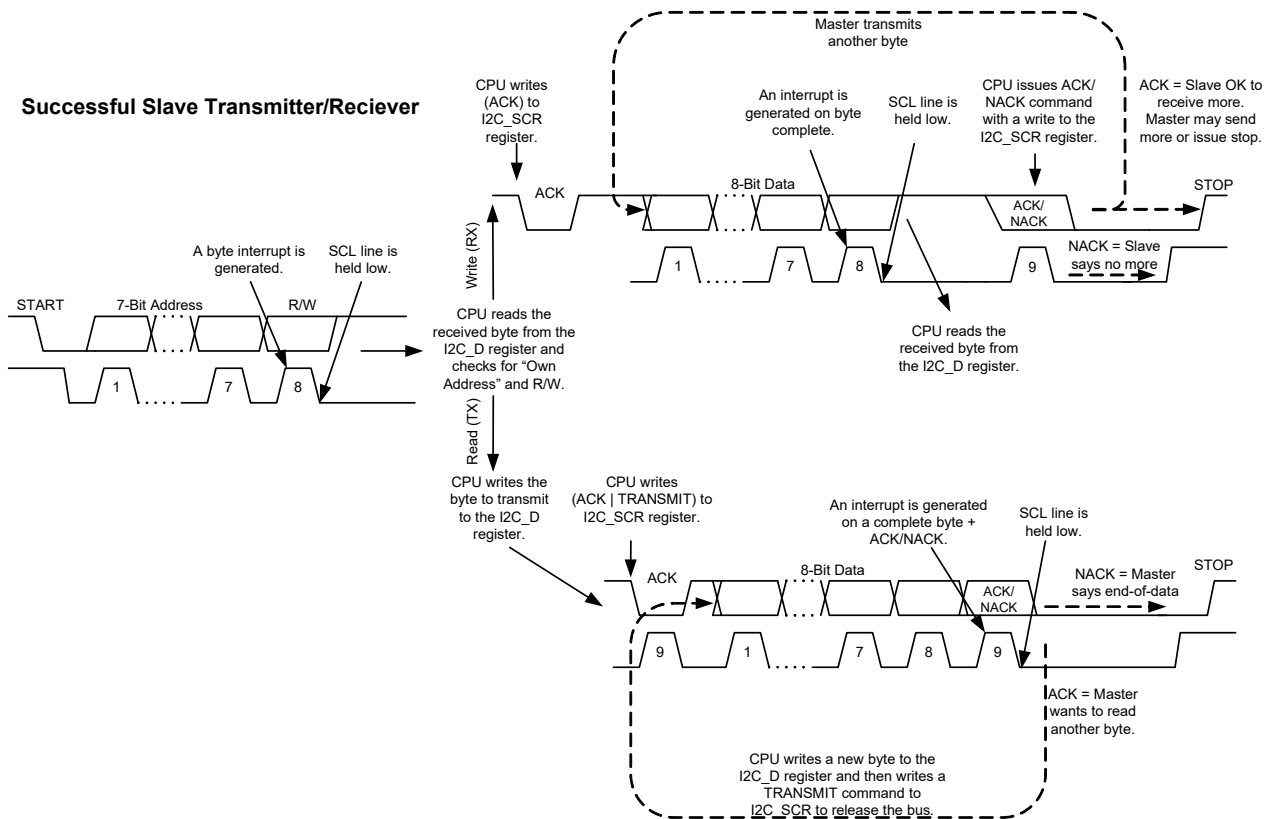 Successful Slave Transmitter/Reciever
Master transmits
another byte
CPU writes
(ACK) to
I2C_SCR
register.
An interrupt is
generated on byte
complete.
SCL line is
held low.
CPU issues ACK/
NACK command
with a write to the
I2C_SCR register.
ACK = Slave OK to
receive more.
Master may send
more or issue stop.
ACK
8-Bit Data
ACK/
NACK
STOP
1
7
8
9
NACK = Slave
says no more
Write (RX)
CPU reads the
received byte from
the I2C_D register.
A byte interrupt is
generated.
SCL line is
held low.
START
7-Bit Address
R/W
1
7
8
CPU reads the
received byte from the
I2C_D register and
checks for “Own
Address” and R/W.
Read (TX)
CPU writes the
byte to transmit
to the I2C_D
register.
CPU writes
(ACK | TRANSMIT) to
I2C_SCR register.
An interrupt is generated
on a complete byte +
ACK/NACK.
SCL line is
held low.
ACK
8-Bit Data
ACK/
NACK
NACK = Master
says end-of-data
STOP
9
1
7
8
9
ACK = Master
wants to read
another byte.
CPU writes a new byte to the
I2C_D register and then writes a
TRANSMIT command to
I2C_SCR to release the bus.